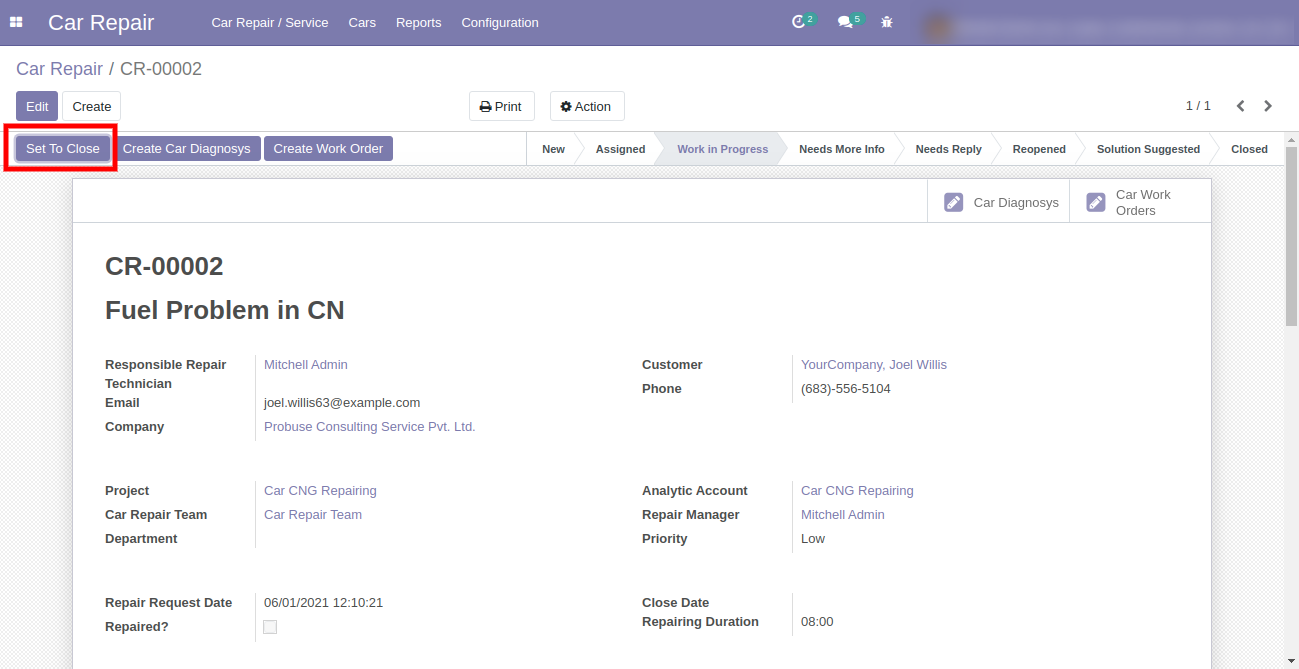 Car Repair
Car Repair / Service
Cars
Reports
Configuration
2
5
Car Repair / CR-00002
Edit
Create
Print
Action
1 / 1
Set To Close
Create Car Diagnosys
Create Work Order
New
Assigned
Work in Progress
Needs More Info
Needs Reply
Reopened
Solution Suggested
Closed
Car Diagnosys
Car Work
Orders
CR-00002
Fuel Problem in CN
Responsible Repair
Technician
Mitchell Admin
Email
joel.willis63@example.com
Company
Probuse Consulting Service Pvt. Ltd.
Customer
YourCompany, Joel Willis
Phone
(683)-556-5104
Project
Car CNG Repairing
Car Repair Team
Car Repair Team
Department
Analytic Account
Car CNG Repairing
Repair Manager
Mitchell Admin
Priority
Low
Repair Request Date
06/01/2021 12:10:21
Repaired?
Close Date
Repairing Duration
08:00